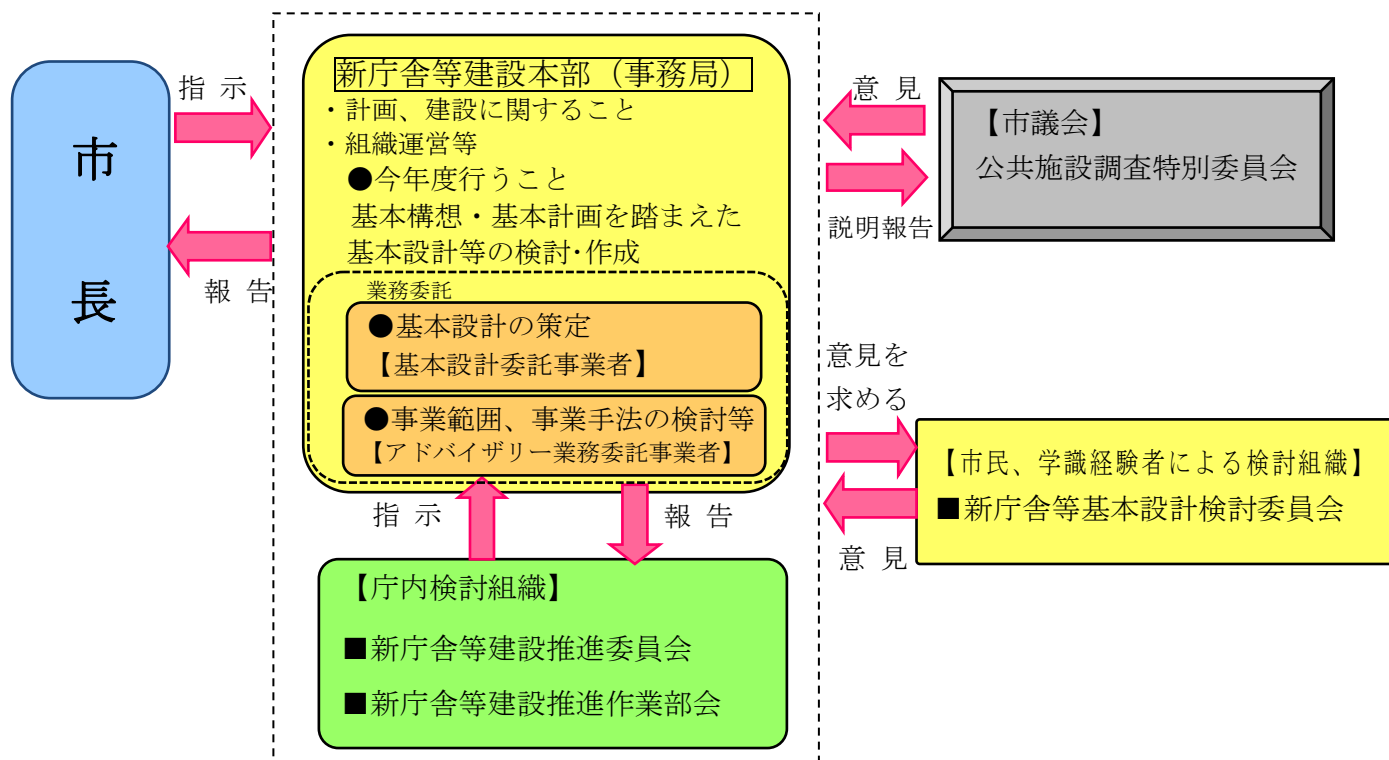 市
長
指 示
報 告
新庁舎等建設本部（事務局）
・計画、建設に関すること
・組織運営等
●今年度行うこと
基本構想・基本計画を踏まえた
基本設計等の検討･作成
業務委託
●基本設計の策定
【基本設計委託事業者】
●事業範囲、事業手法の検討等
【アドバイザリー業務委託事業者】
指 示
報 告
【庁内検討組織】
■新庁舎等建設推進委員会
■新庁舎等建設推進作業部会
意 見
説明報告
【市議会】
公共施設調査特別委員会
意見を
求める
意 見
【市民、学識経験者による検討組織】
■新庁舎等基本設計検討委員会